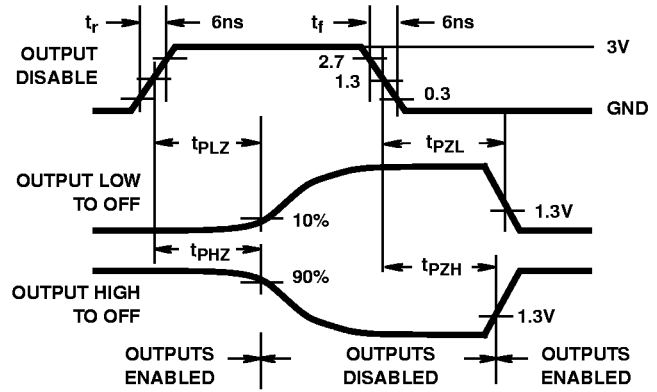 tr 6ns tf 6ns
OUTPUT
DISABLE
3V
2.7
1.3
0.3
GND
tPLZ tPZL
OUTPUT LOW
TO OFF
10%
1.3V
tPHZ tPZH
OUTPUT HIGH
TO OFF
90%
1.3V
OUTPUTS
ENABLED
OUTPUTS
DISABLED
OUTPUTS
ENABLED